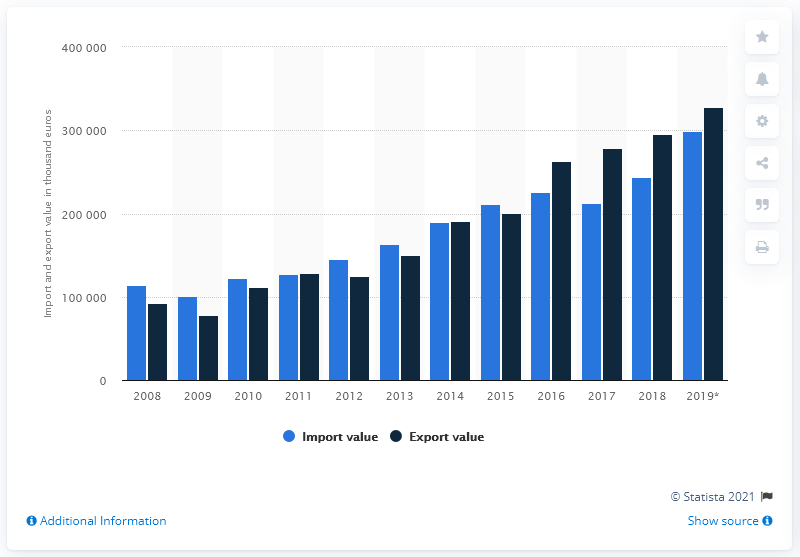 400 000
300 000
200 000
100 000
0
Import and export value in thousand euros
2008 2009 2010 2011 2012 2013 2014 2015 2016 2017 2018 2019*
Import value Export value
© Statista 2021
Additional Information Show source